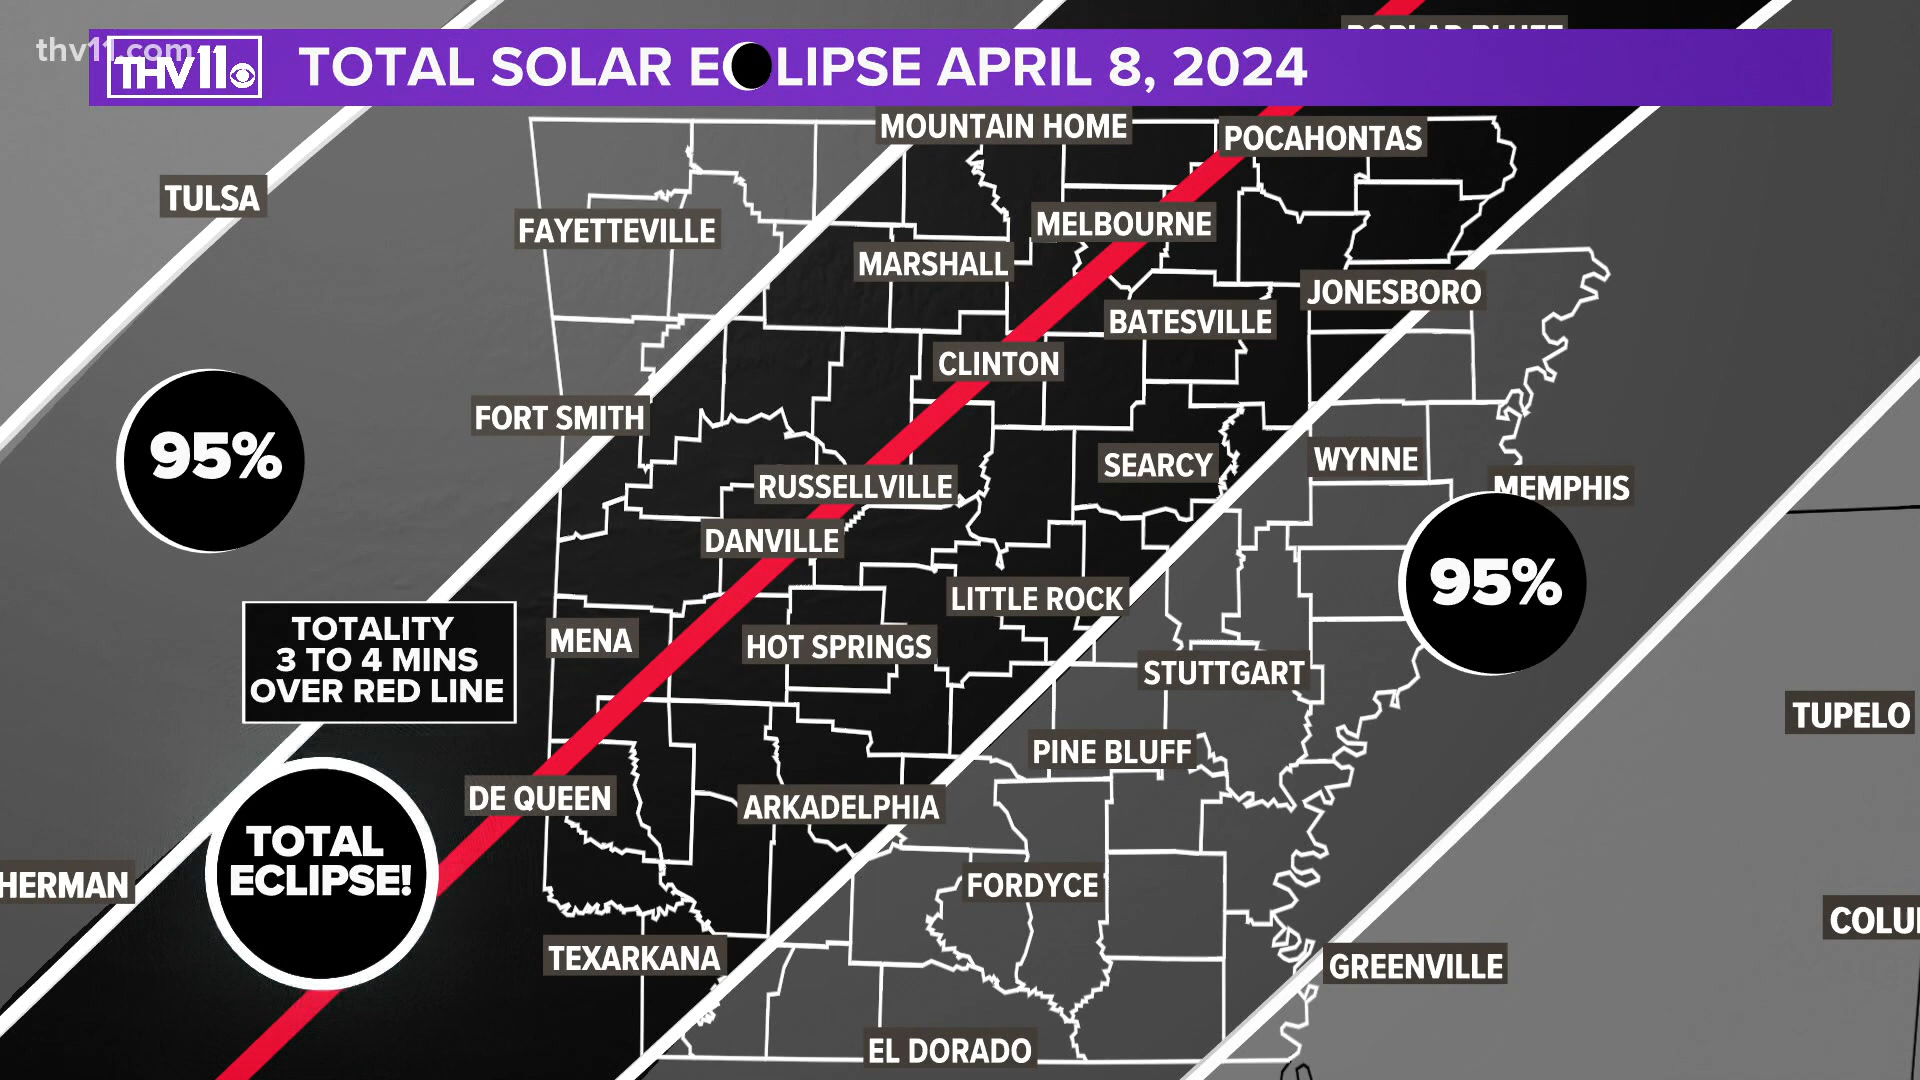 thv11.com
THV11
TOTAL SOLAR ECLIPSE APRIL 8, 2024
MOUNTAIN HOME
POCAHONTAS
TULSA
FAYETTEVILLE
MELBOURNE
MARSHALL
JONESBORO
BATESVILLE
CLINTON
FORT SMITH
95%
SEARCY
WYNNE
RUSSELLVILLE
MEMPHIS
DANVILLE
95%
LITTLE ROCK
TOTALITY
3 TO 4 MINS
OVER RED LINE
MENA
HOT SPRINGS
STUTTGART
TUPELO
PINE BLUFF
DE QUEEN
ARKADELPHIA
TOTAL
ECLIPSE!
HERMAN
FORDYCE
COLU
TEXARKANA
GREENVILLE
EL DORADO